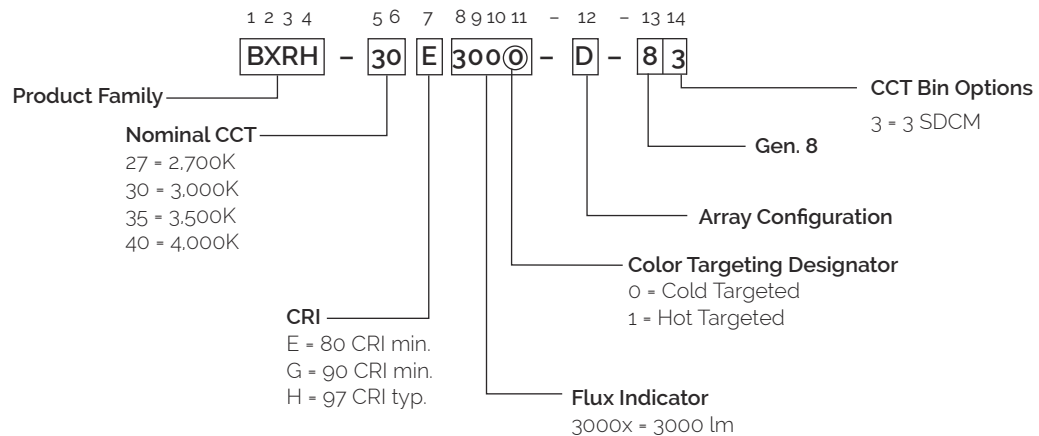 1 2 3 4 5 6 7 8 9 10 11 – 12 – 13 14
BXRH – 30 E 3000 – D – 8 3
Product Family
CCT Bin Options
3 = 3 SDCM
Nominal CCT
27 = 2,700K
30 = 3,000K
35 = 3,500K
40 = 4,000K
Gen. 8
Array Configuration
Color Targeting Designator
0 = Cold Targeted
1 = Hot Targeted
CRI
E = 80 CRI min.
G = 90 CRI min.
H = 97 CRI typ.
Flux Indicator
3000x = 3000 lm